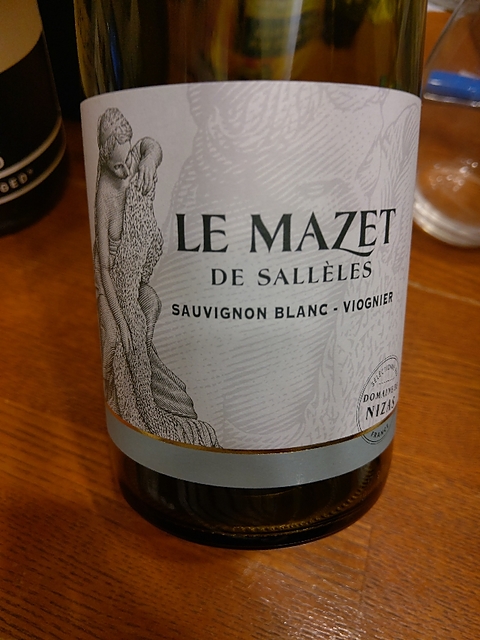 LE MAZET
DE SALLÈLES
SAUVIGNON BLANC - VIOGNIER
DOMAINE
NIZAS